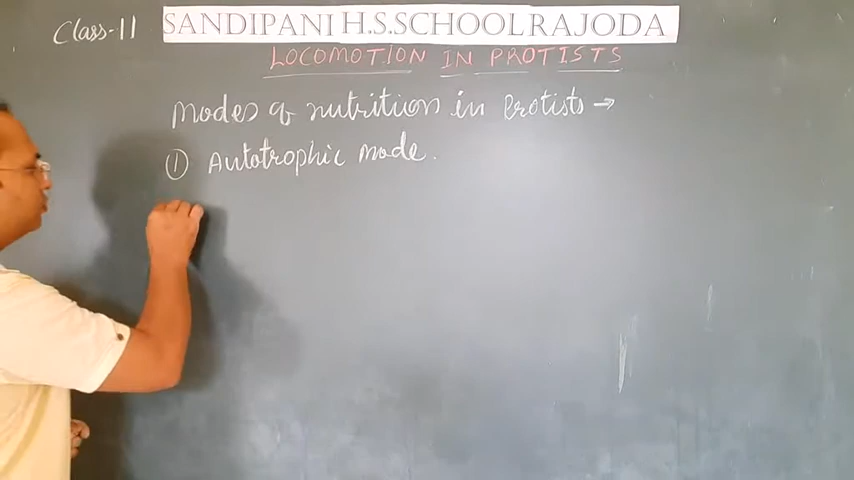 Class-11 SANDIPANI H.S.SCHOOL RAJODA
LOCOMOTION IN PROTISTS
Modes of nutrition in Protists →
① Autotrophic mode.